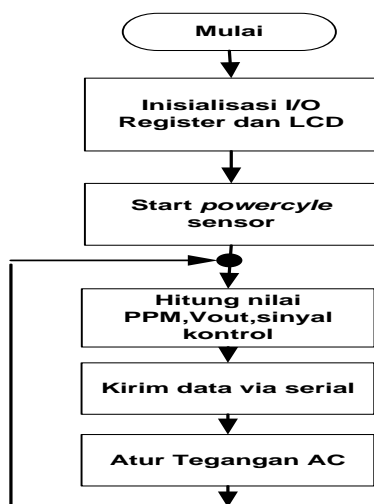 Mulai
Inisialisasi I/O
Register dan LCD
Start powercyle
sensor
Hitung nilai
PPM,Vout,sinyal
kontrol
Kirim data via serial
Atur Tegangan AC